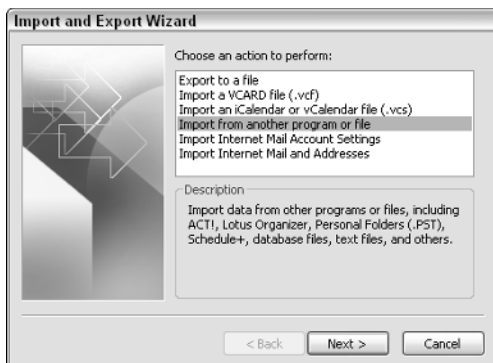 Import and Export Wizard
Choose an action to perform:
Export to a file
Import a VCARD file (.vcf)
Import an iCalendar or vCalendar file (.vcs)
Import from another program or file
Import Internet Mail Account Settings
Import Internet Mail and Addresses
Description
Import data from other programs or files, including
ACT!, Lotus Organizer, Personal Folders (.PST),
Schedule+, database files, text files, and others.
< Back Next > Cancel